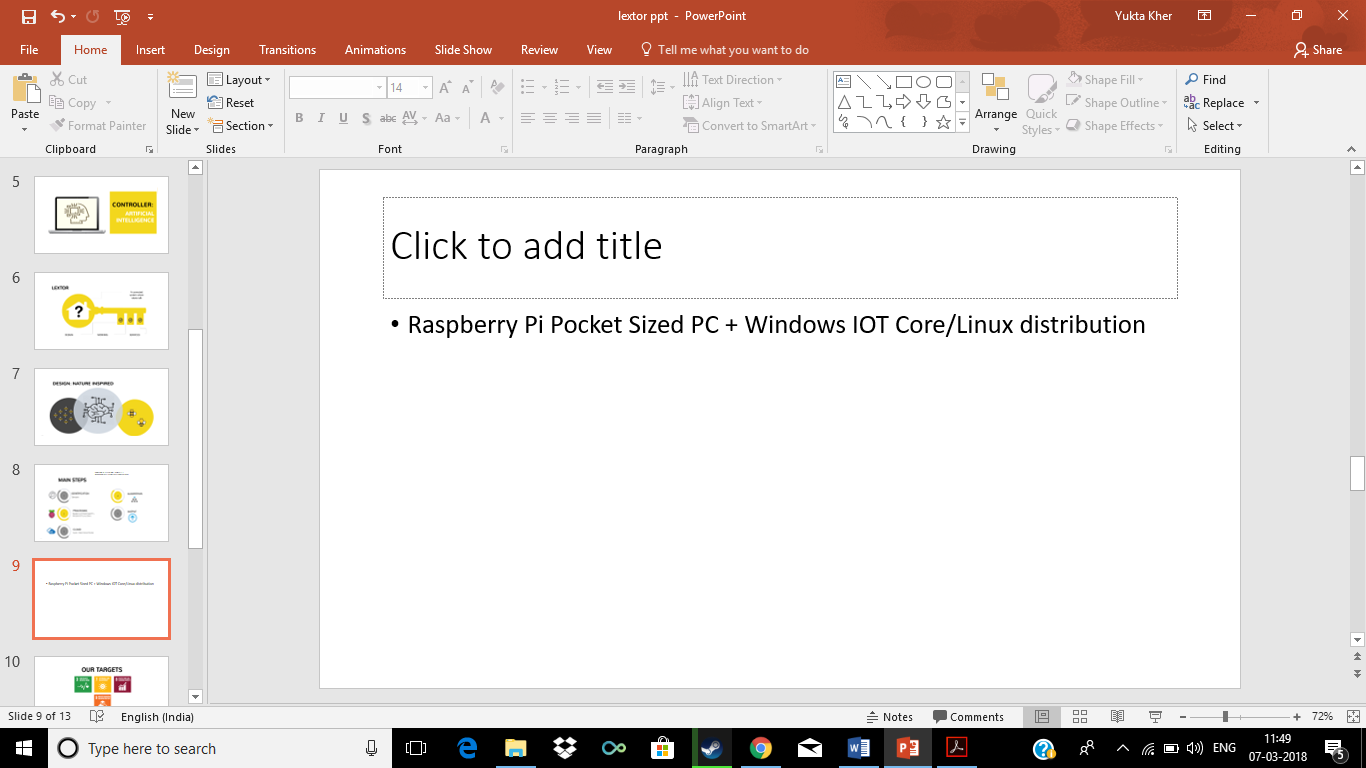 lextor ppt - PowerPoint
Yukta Kher
File Home Insert Design Transitions Animations Slide Show Review View Tell me what you want to do Share
Paste
Cut
Copy
Format Painter
Clipboard
New Slide
Layout
Reset
Section
Slides
14
B I U S abc AV Aa A
Font
Text Direction
Align Text
Convert to SmartArt
Paragraph
Arrange
Quick Styles
Shape Fill
Shape Outline
Shape Effects
Drawing
Find
Replace
Select
Editing
5
CONTROLLER:
ARTIFICIAL
INTELLIGENCE
6
LEXTOR
?
7
DESIGN: NATURE INSPIRED
8
MAIN STEPS
9
• Raspberry Pi Pocket Sized PC + Windows IOT Core/Linux distribution
10
OUR TARGETS
Click to add title
• Raspberry Pi Pocket Sized PC + Windows IOT Core/Linux distribution
Slide 9 of 13 English (India) Notes Comments 72%
Type here to search
ENG
11:49
07-03-2018
5